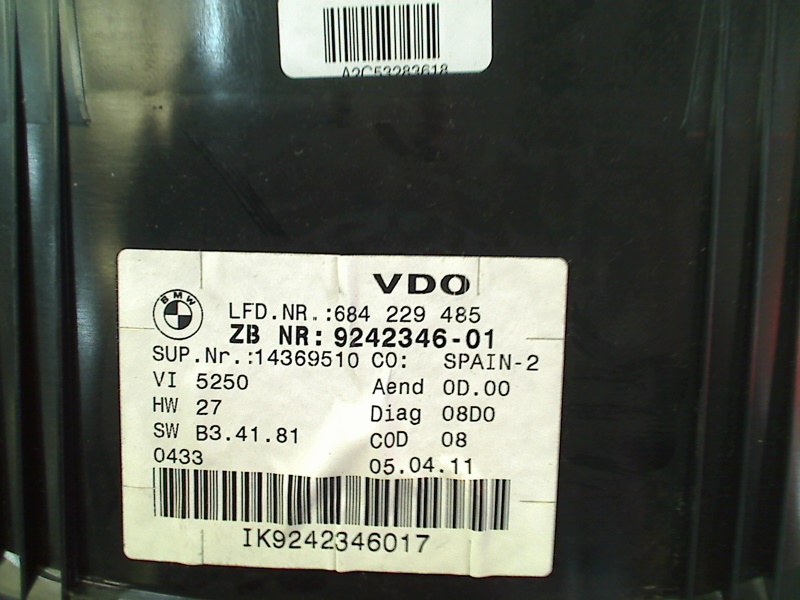 A2C53283618
VDO
BMW
LFD.NR.:684 229 485
ZB NR: 9242346-01
SUP.Nr.:14369510 CO: SPAIN-2
VI 5250 Aend 0D.00
HW 27 Diag 08D0
SW B3.41.81 COD 08
0433 05.04.11
IK9242346017